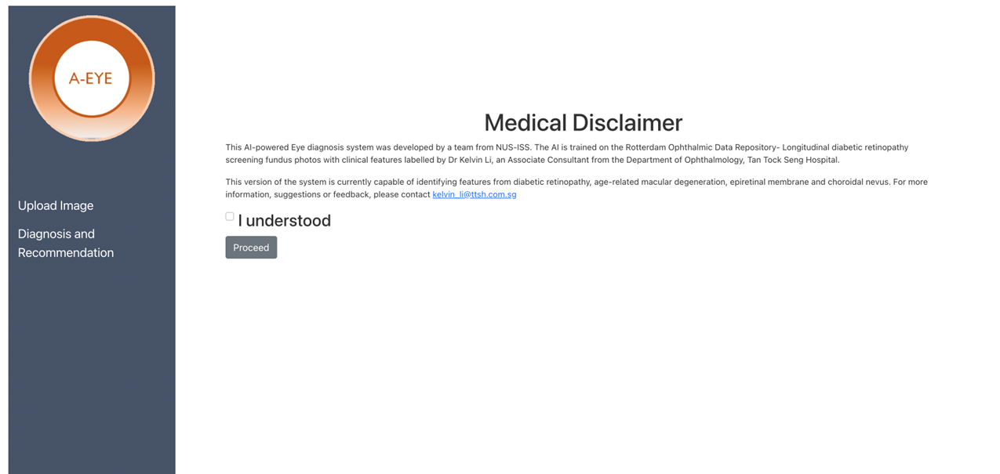 A-EYE
Upload Image
Diagnosis and
Recommendation
Medical Disclaimer
This AI-powered Eye diagnosis system was developed by a team from NUS-ISS. The AI is trained on the Rotterdam Ophthalmic Data Repository- Longitudinal diabetic retinopathy
screening fundus photos with clinical features labelled by Dr Kelvin Li, an Associate Consultant from the Department of Ophthalmology, Tan Tock Seng Hospital.
This version of the system is currently capable of identifying features from diabetic retinopathy, age-related macular degeneration, epiretinal membrane and choroidal nevus. For more
information, suggestions or feedback, please contact kelvin_li@ttsh.com.sg
I understood
Proceed